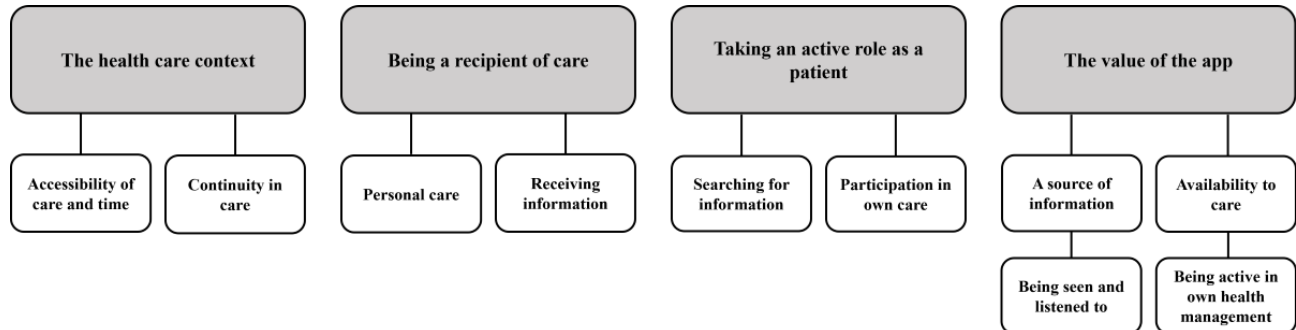 The health care context
Being a recipient of care
Taking an active role as a
patient
The value of the app
Accessibility of
care and time
Continuity in
care
Personal care
Receiving
information
Searching for
information
Participation in
own care
A source of
information
Availability to
care
Being seen and
listened to
Being active in
own health
management